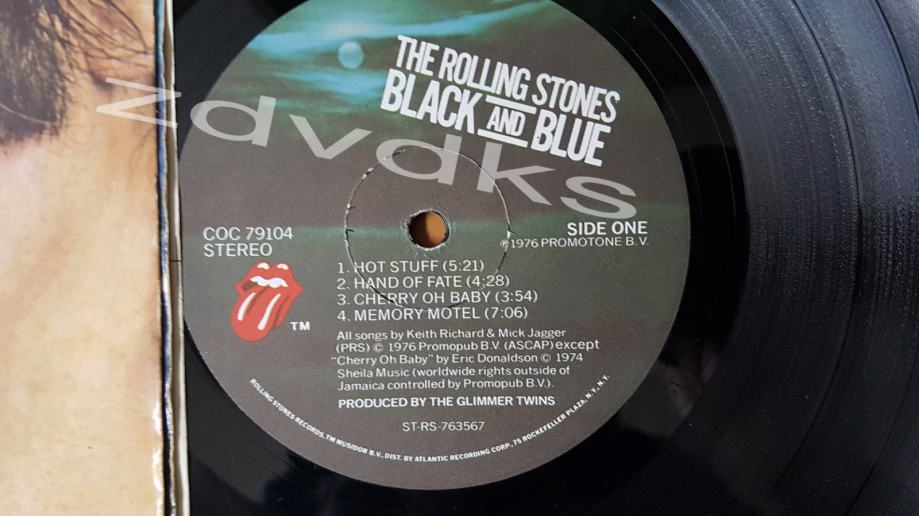 THE ROLLING STONES
BLACK AND BLUE
zdvdks
COC 79104
STEREO
SIDE ONE
℗1976 PROMOTONE B.V.
1. HOT STUFF (5:21)
2. HAND OF FATE (4:28)
3. CHERRY OH BABY (3:54)
4. MEMORY MOTEL (7:06)
TM
All songs by Keith Richard & Mick Jagger
(PRS) © 1976 Promopub B.V. (ASCAP) except
"Cherry Oh Baby" by Eric Donaldson © 1974
Sheila Music (worldwide rights outside of
Jamaica controlled by Promopub B.V.).
PRODUCED BY THE GLIMMER TWINS
ST-RS-763567
ROLLING STONES RECORDS, TM MUSIDOR B.V., DIST. BY ATLANTIC RECORDING CORP., 75 ROCKEFELLER PLAZA, N.Y., N.Y.